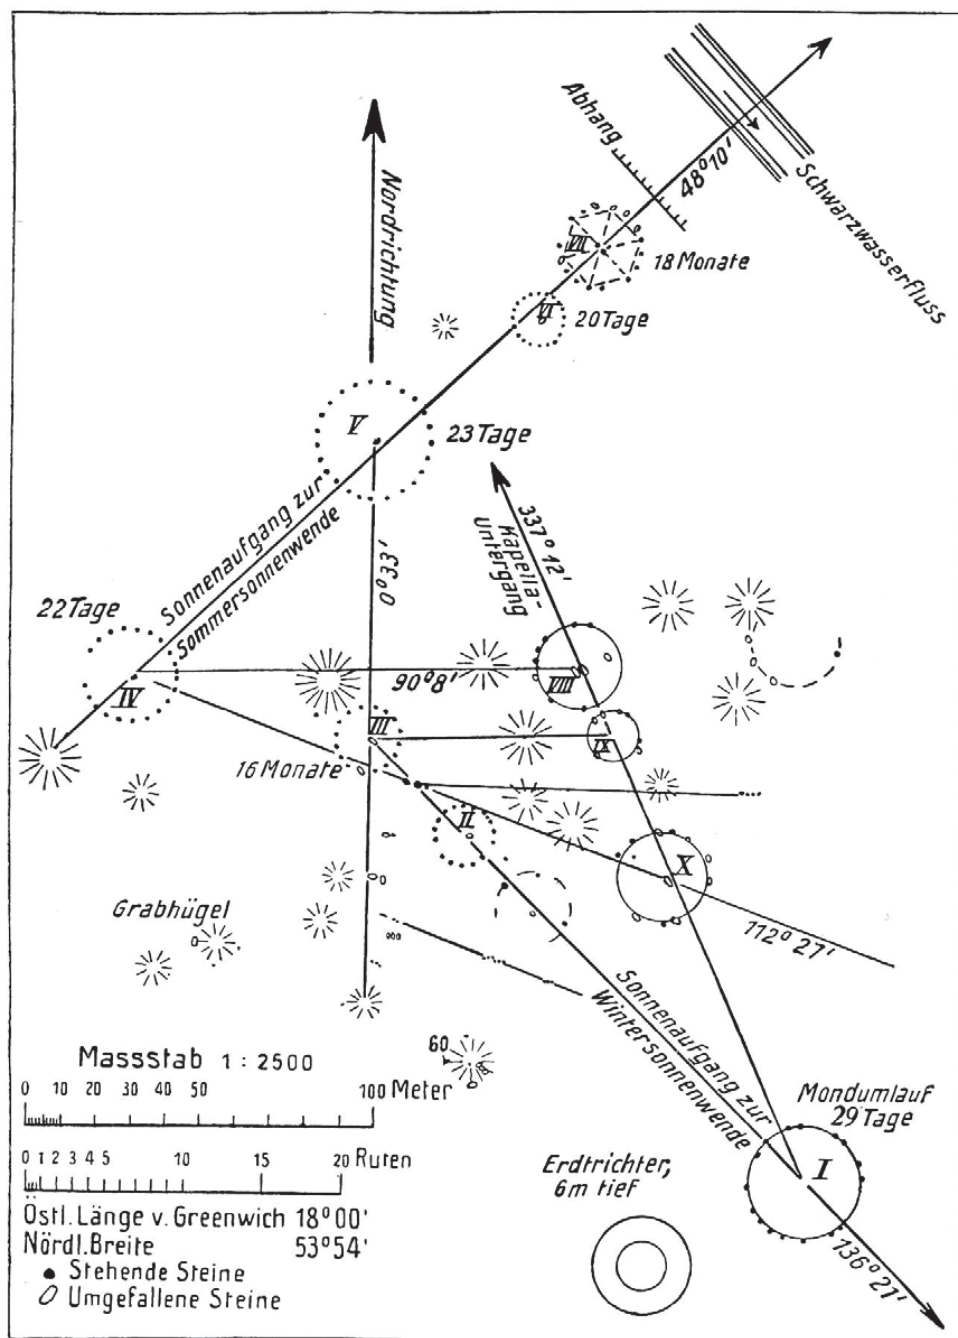 Abhang
48°10'
Schwarzwasserfluss
Nordrichtung
VII
18 Monate
VI
20 Tage
V
23 Tage
Sonnenaufgang zur
Sommersonnenwende
0°33'
337°12'
Kapella-
Untergang
22 Tage
IV
90°8'
VIII
III
IX
16 Monate
II
X
112°27'
Grabhügel
Sonnenaufgang zur
Wintersonnenwende
60
Massstab 1 : 2500
0 10 20 30 40 50 100 Meter
0 1 2 3 4 5 10 15 20 Ruten
Östl. Länge v. Greenwich 18°00'
Nördl. Breite 53°54'
Stehende Steine
Umgefallene Steine
Erdtrichter,
6m tief
Mondumlauf
29 Tage
I
136°21'